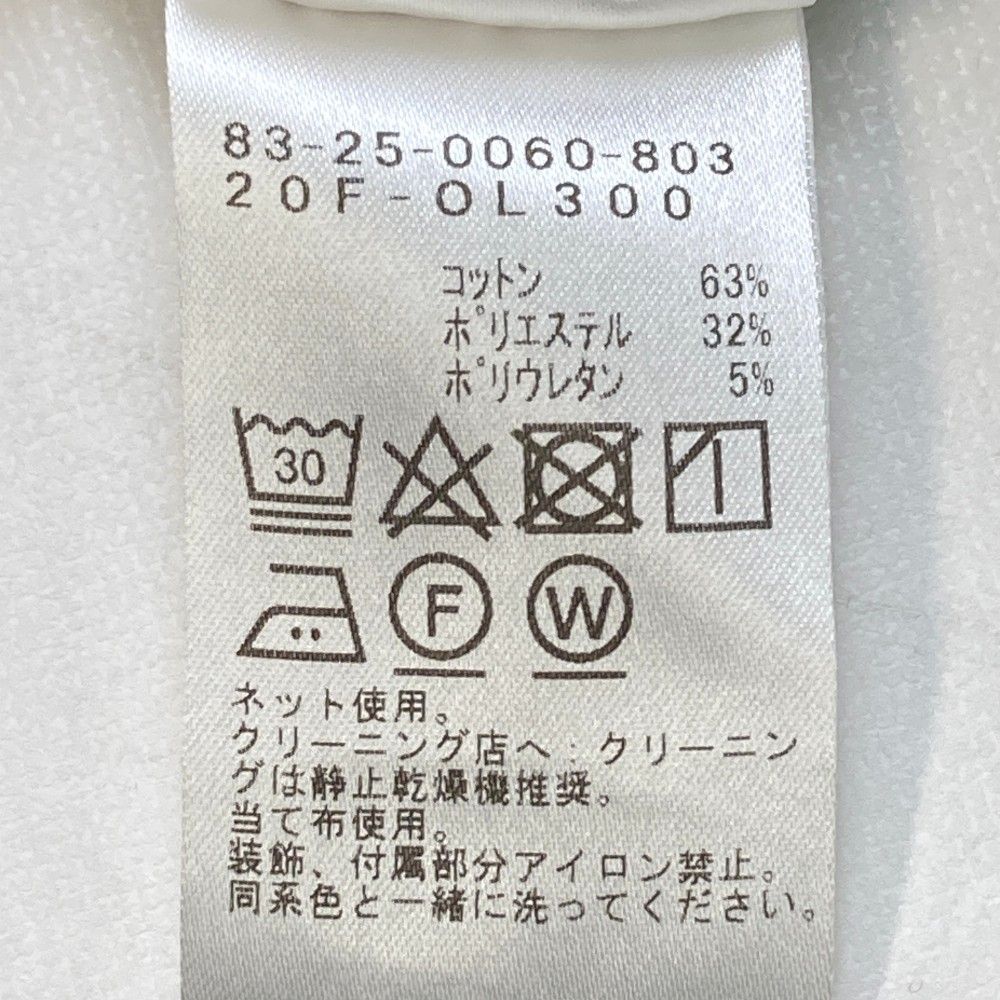 83-25-0060-803
20F-OL300
コットン 63%
ポリエステル 32%
ポリウレタン 5%
30
F
W
ネット使用。
クリーニング店へ:クリーニン
グは静止乾燥機推奨。
当て布使用。
装飾、付属部分アイロン禁止。
同系色と一緒に洗ってください。